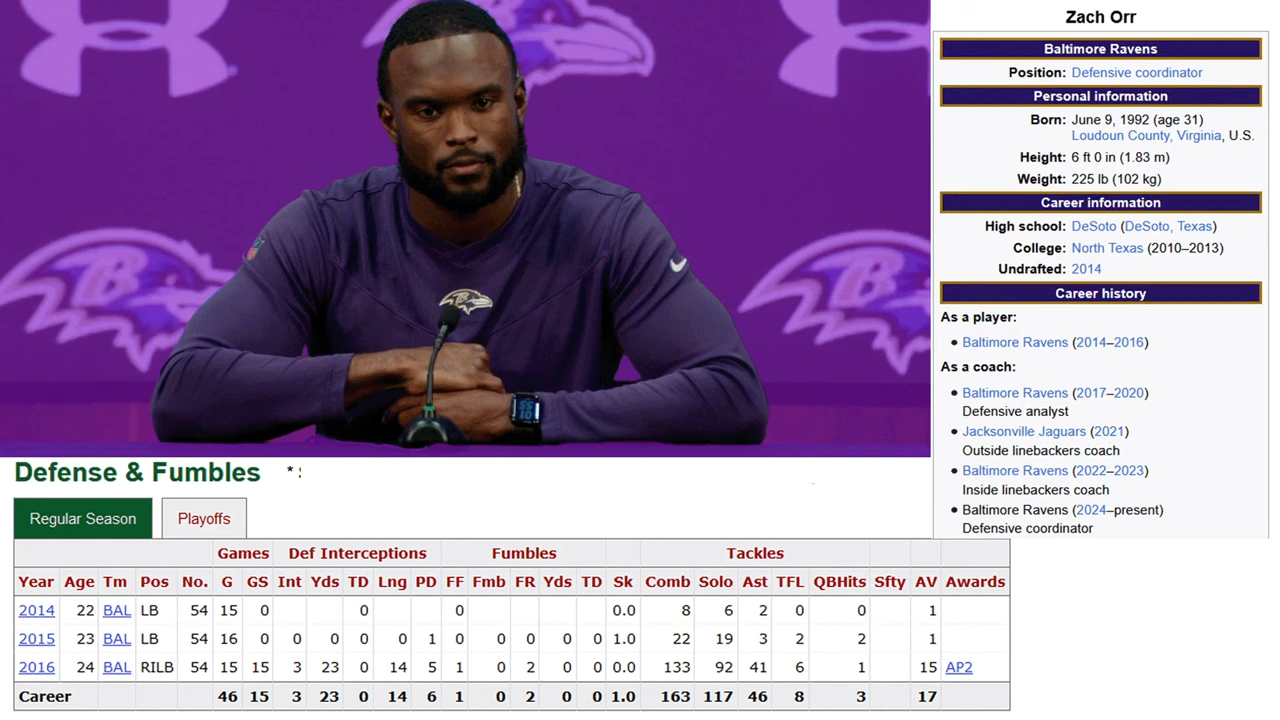 Zach Orr
Baltimore Ravens
Position: Defensive coordinator
Personal information
Born: June 9, 1992 (age 31)
Loudoun County, Virginia, U.S.
Height: 6 ft 0 in (1.83 m)
Weight: 225 lb (102 kg)
Career information
High school: DeSoto (DeSoto, Texas)
College: North Texas (2010–2013)
Undrafted: 2014
Career history
As a player:
• Baltimore Ravens (2014–2016)
As a coach:
• Baltimore Ravens (2017–2020)
Defensive analyst
• Jacksonville Jaguars (2021)
Outside linebackers coach
• Baltimore Ravens (2022–2023)
Inside linebackers coach
• Baltimore Ravens (2024–present)
Defensive coordinator
Defense & Fumbles *
Regular Season Playoffs
Games Def Interceptions Fumbles Tackles
Year Age Tm Pos No. G GS Int Yds TD Lng PD FF Fmb FR Yds TD Sk Comb Solo Ast TFL QBHits Sfty AV Awards
2014 22 BAL LB 54 15 0 0 0 0.0 8 6 2 0 0 1
2015 23 BAL LB 54 16 0 0 0 0 0 1 0 0 0 0 0 1.0 22 19 3 2 2 1
2016 24 BAL RILB 54 15 15 3 23 0 14 5 1 0 2 0 0 0.0 133 92 41 6 1 15 AP2
Career 46 15 3 23 0 14 6 1 0 2 0 0 1.0 163 117 46 8 3 17